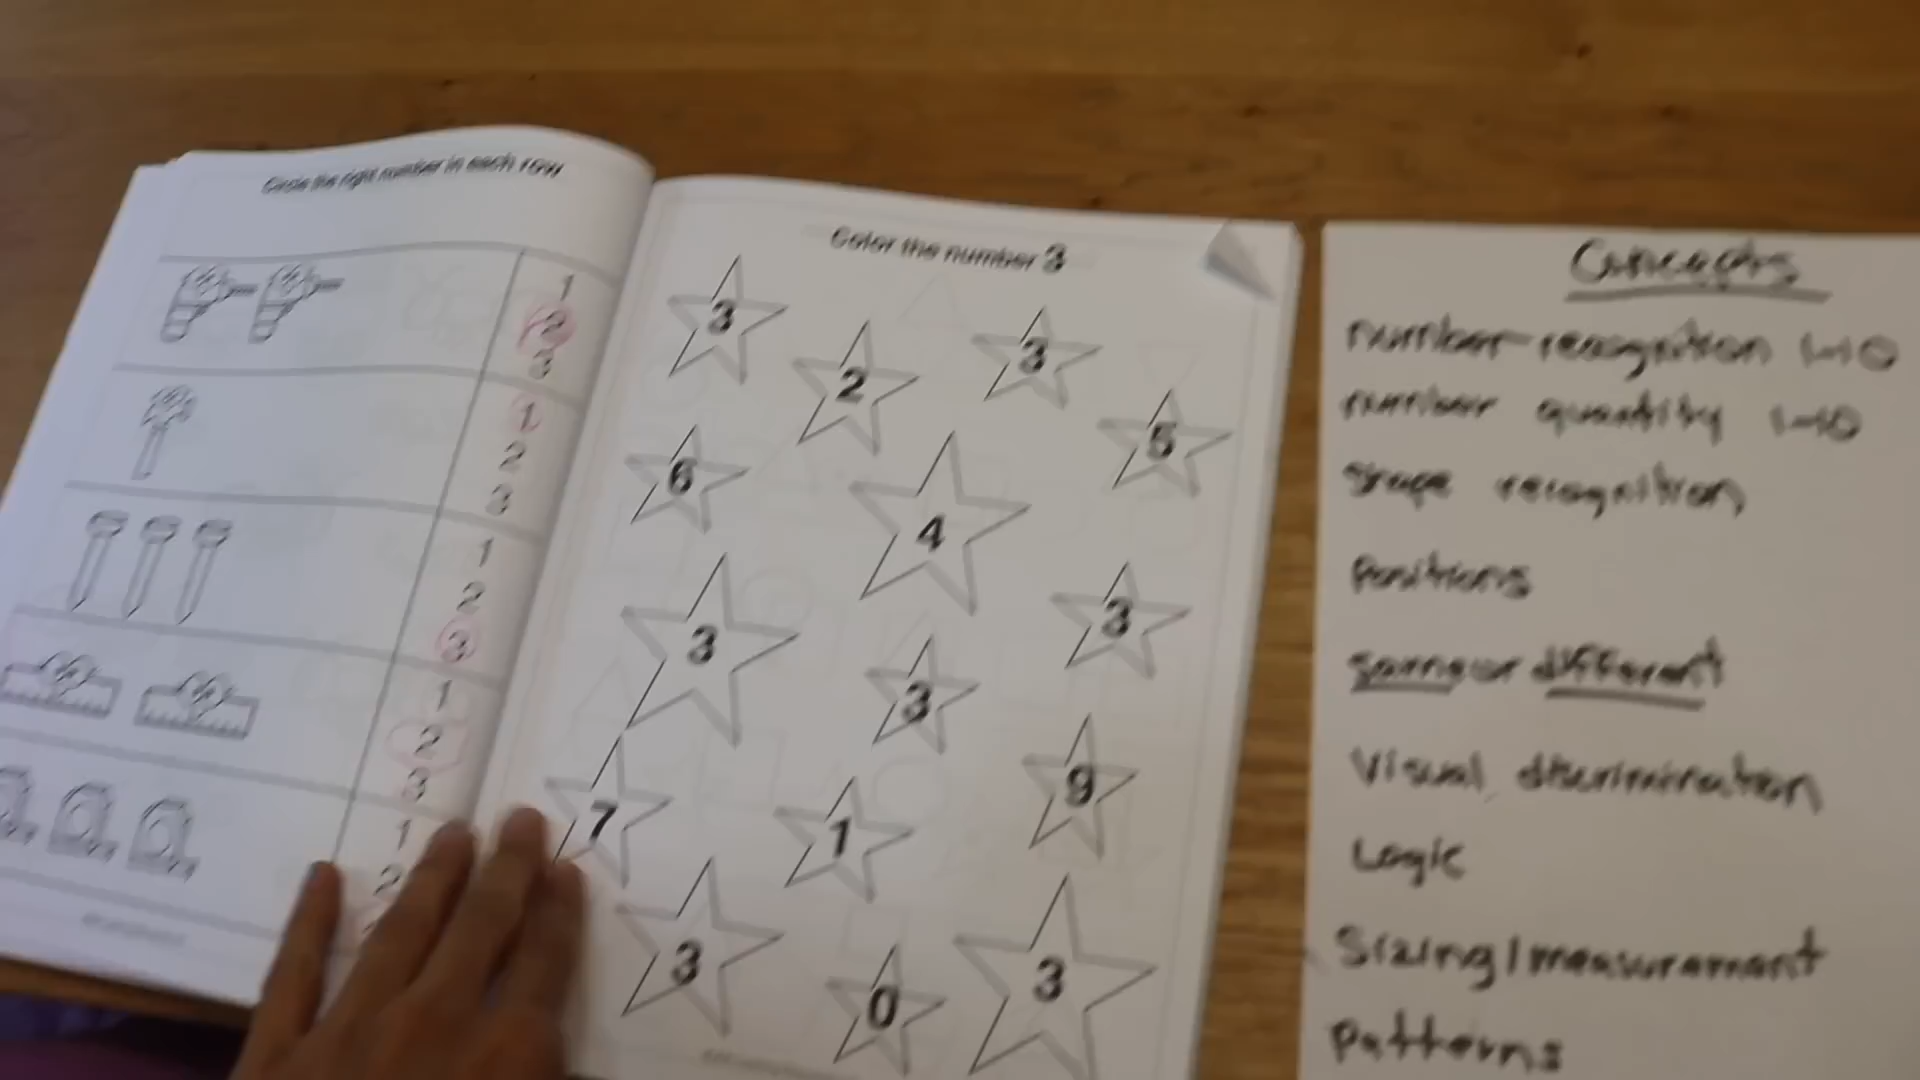 Circle the right number in each row
1
2
3
1
2
3
1
2
3
1
2
3
1
2
Color the number 3
3
2
3
5
6
4
3
3
3
7
1
9
3
0
3
Concepts
number recognition 1-10
number quantity 1-10
shape recognition
positions
same or different
Visual discrimination
Logic
Sizing/measurement
patterns